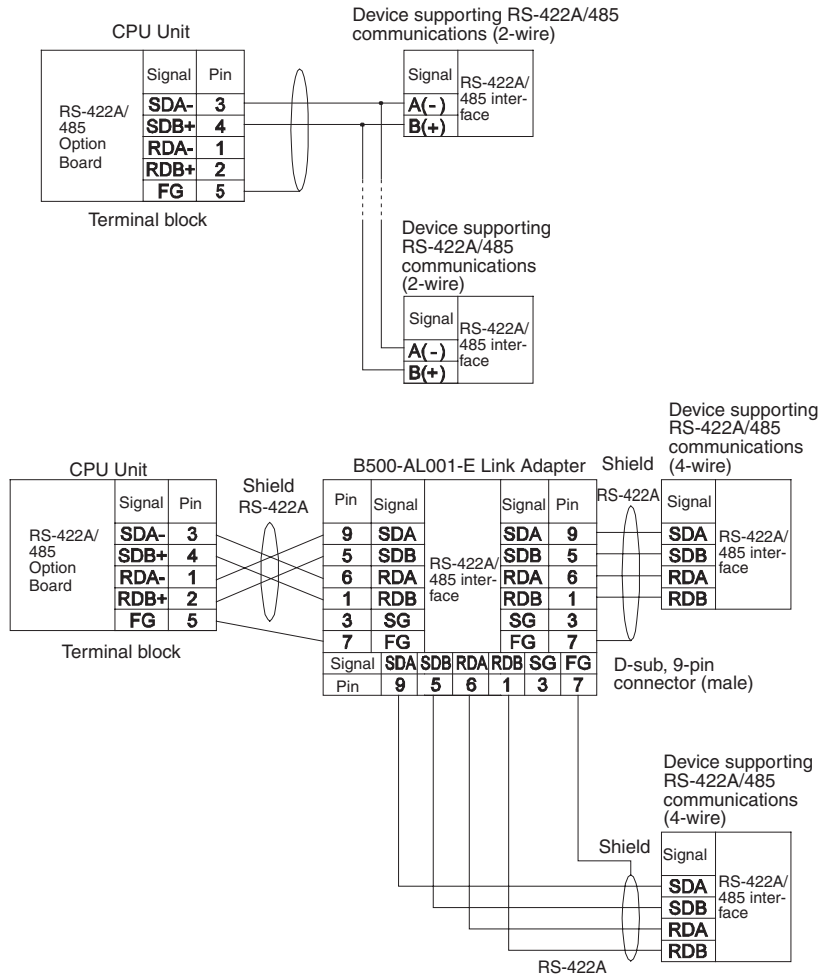 CPU Unit
Device supporting RS-422A/485
communications (2-wire)
RS-422A/
485
Option
Board
Signal Pin
SDA- 3
SDB+ 4
RDA- 1
RDB+ 2
FG 5
Terminal block
Signal
A(-)
B(+)
RS-422A/
485 inter-
face
Device supporting
RS-422A/485
communications
(2-wire)
Signal
A(-)
B(+)
RS-422A/
485 inter-
face
CPU Unit
RS-422A/
485
Option
Board
Signal Pin
SDA- 3
SDB+ 4
RDA- 1
RDB+ 2
FG 5
Terminal block
Shield
RS-422A
B500-AL001-E Link Adapter
Pin Signal
9 SDA
5 SDB
6 RDA
1 RDB
3 SG
7 FG
RS-422A/
485 inter-
face
Signal Pin
SDA 9
SDB 5
RDA 6
RDB 1
SG 3
FG 7
Signal SDA SDB RDA RDB SG FG
Pin 9 5 6 1 3 7
D-sub, 9-pin
connector (male)
Shield
RS-422A
Device supporting
RS-422A/485
communications
(4-wire)
Signal
SDA
SDB
RDA
RDB
RS-422A/
485 inter-
face
Device supporting
RS-422A/485
communications
(4-wire)
Shield
RS-422A
Signal
SDA
SDB
RDA
RDB
RS-422A/
485 inter-
face